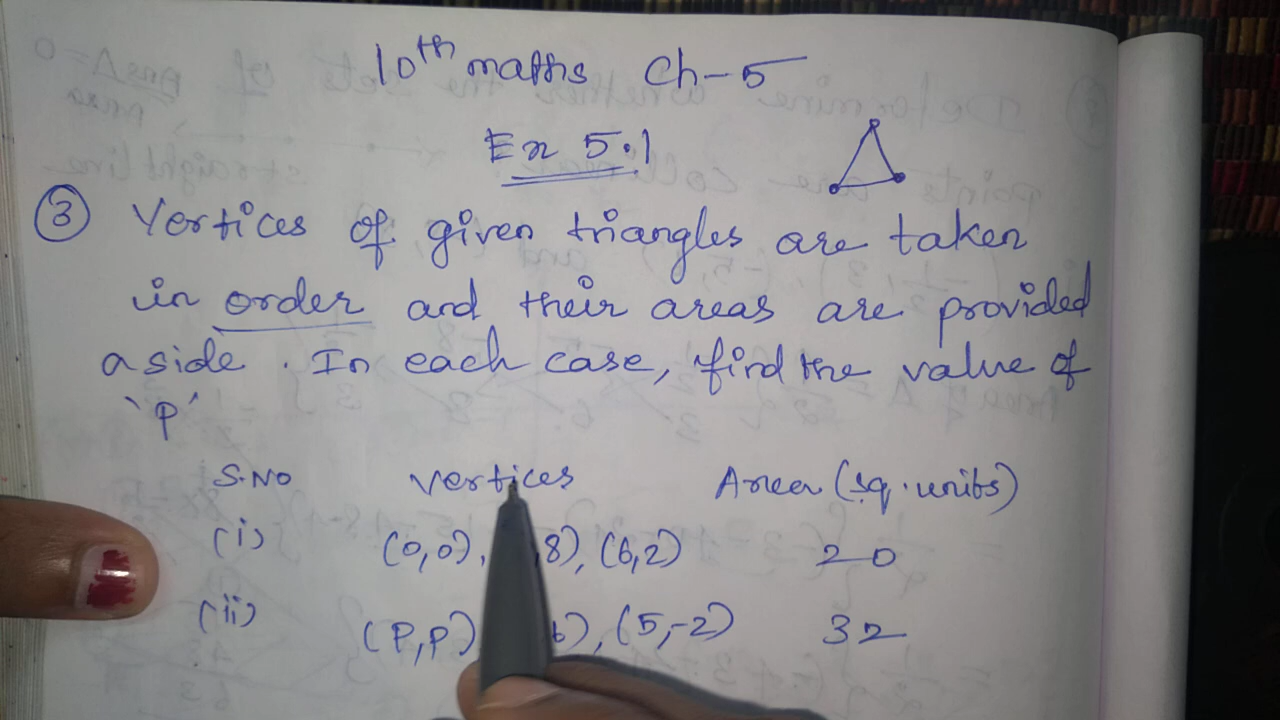 10th maths Ch-5
Ex 5.1
③ Vertices of given triangles are taken
in order and their areas are provided
aside. In each case, find the value of
'P'
S.No Vertices Area (sq.units)
(i) (0,0), 8), (6,2) 20
(ii) (P,P) 6), (5,-2) 32